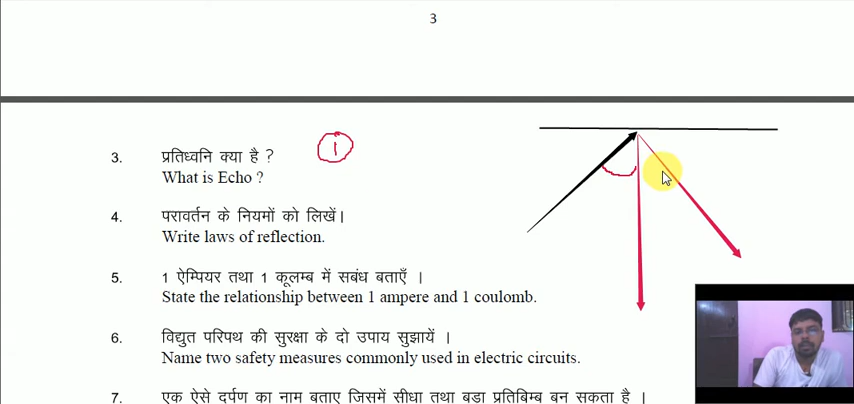 3
3. प्रतिध्वनि क्या है ?
1
What is Echo ?
4. परावर्तन के नियमों को लिखें।
Write laws of reflection.
5. 1 ऐम्पियर तथा 1 कूलम्ब में सबंध बताएँ ।
State the relationship between 1 ampere and 1 coulomb.
6. विद्युत परिपथ की सुरक्षा के दो उपाय सुझायें ।
Name two safety measures commonly used in electric circuits.
7. एक ऐसे दर्पण का नाम बताए जिसमें सीधा तथा बड़ा प्रतिबिम्ब बन सकता है ।